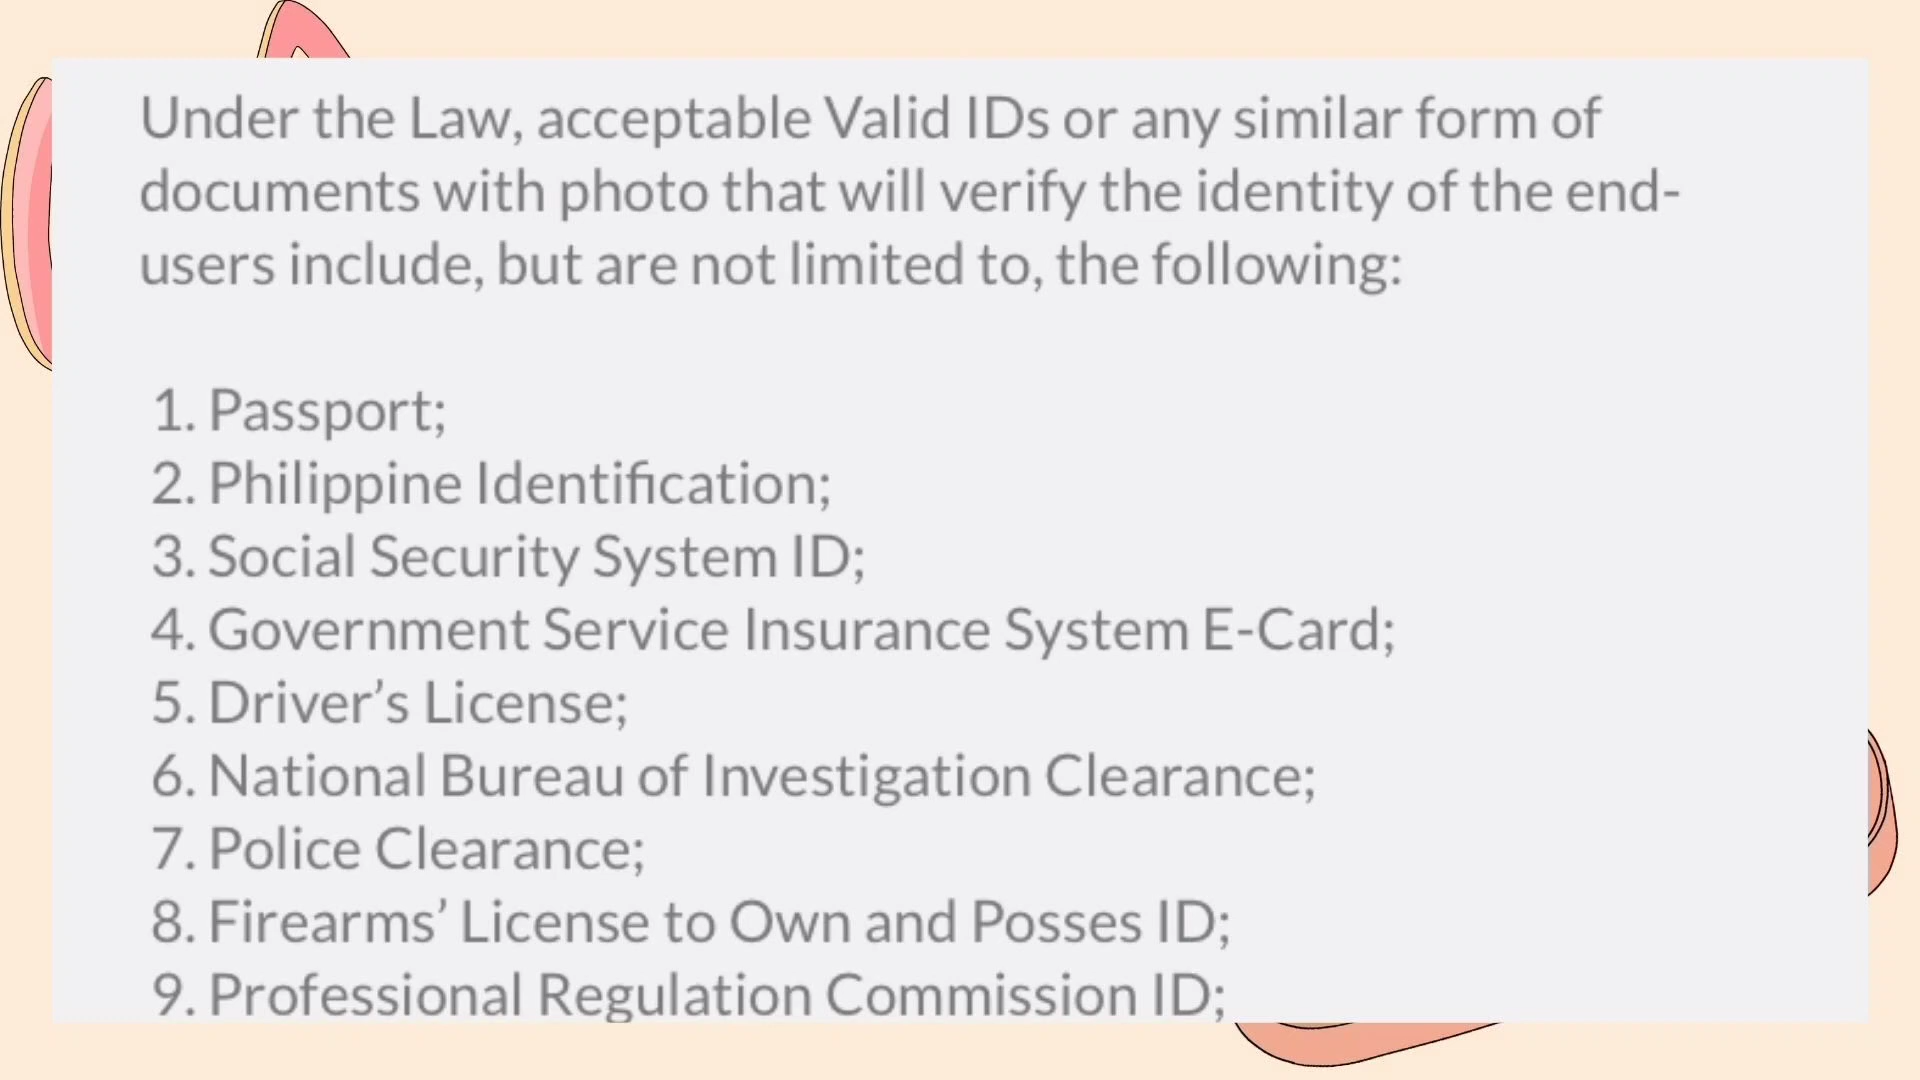 Under the Law, acceptable Valid IDs or any similar form of
documents with photo that will verify the identity of the end-
users include, but are not limited to, the following:
1. Passport;
2. Philippine Identification;
3. Social Security System ID;
4. Government Service Insurance System E-Card;
5. Driver’s License;
6. National Bureau of Investigation Clearance;
7. Police Clearance;
8. Firearms’ License to Own and Posses ID;
9. Professional Regulation Commission ID;